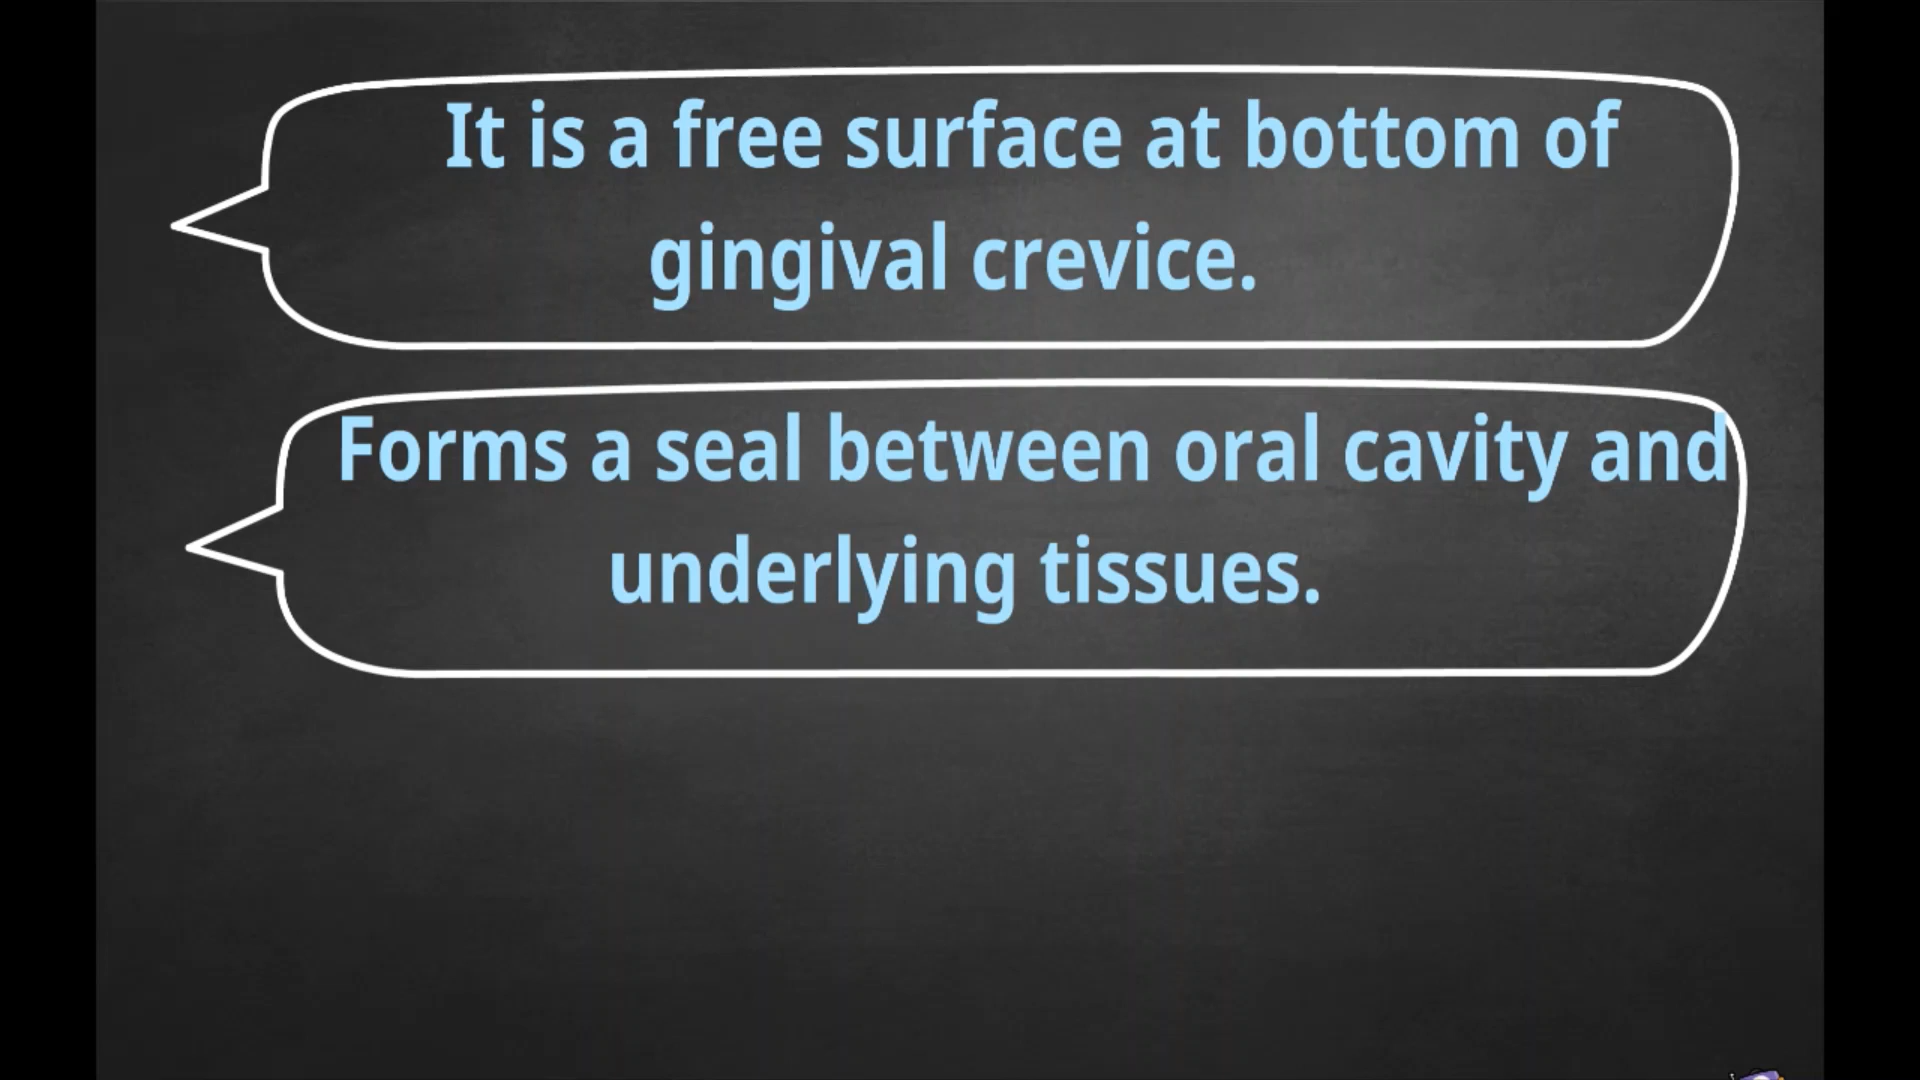 It is a free surface at bottom of
gingival crevice.
Forms a seal between oral cavity and
underlying tissues.